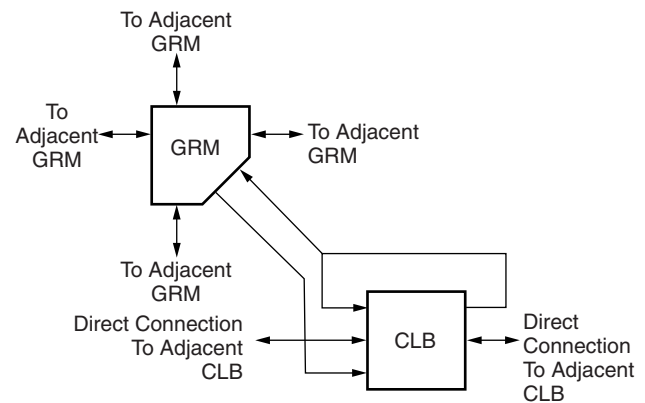 To Adjacent
GRM
To
Adjacent
GRM
GRM
To Adjacent
GRM
To Adjacent
GRM
Direct Connection
To Adjacent
CLB
CLB
Direct
Connection
To Adjacent
CLB